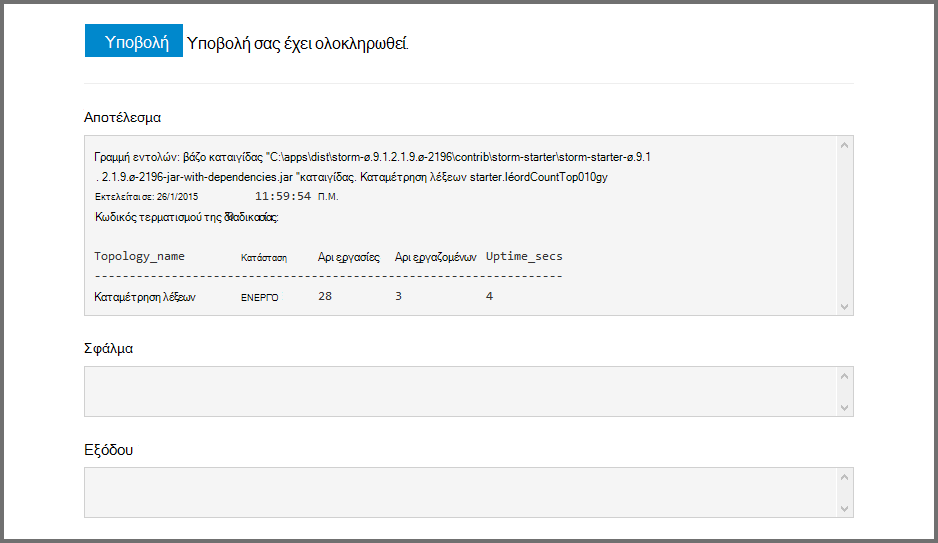 Υποβολή Υποβολή σας έχει ολοκληρωθεί.
Αποτέλεσμα
Γραμμή εντολών: βάζο καταιγίδας "C:\apps\dist\storm-ø.9.1.2.1.9.ø-2196\contrib\storm-starter\storm-starter-ø.9.1
. 2.1.9.ø-2196-jar-with-dependencies.jar "καταιγίδας. Καταμέτρηση λέξεων starter.léordCountTop010gy
Εκτελείται σε: 26/1/2015 11:59:54 Π.Μ.
Κωδικός τερματισμού της διαδικασίας:
Topology_name Κατάσταση Αρι εργασίες Αρι εργαζομένων Uptime_secs
-------------------------------------------------------------------
Καταμέτρηση λέξεων ΕΝΕΡΓΟ 28 3 4
Σφάλμα
Εξόδου